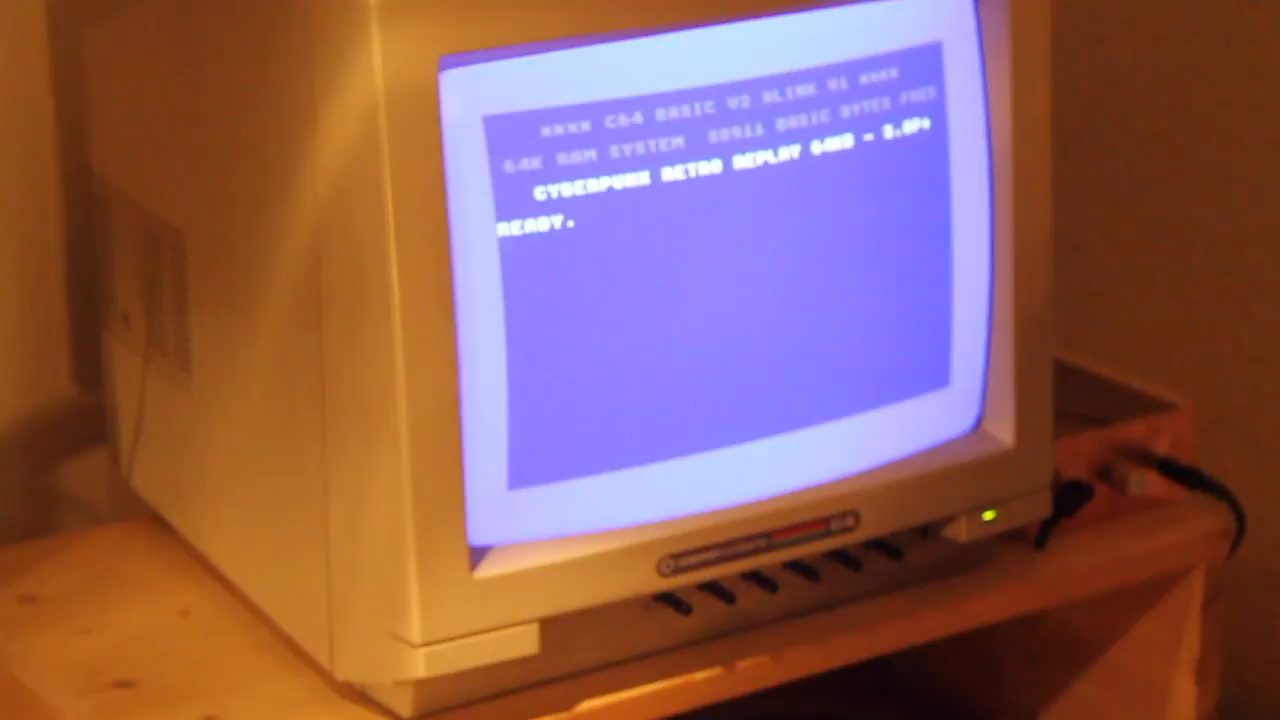 **** C64 BASIC V2 XLINK V1 ****
64K RAM SYSTEM 38911 BASIC BYTES FREE
CYBERPUNX RETRO REPLAY 64KB - 3.8P:
READY.